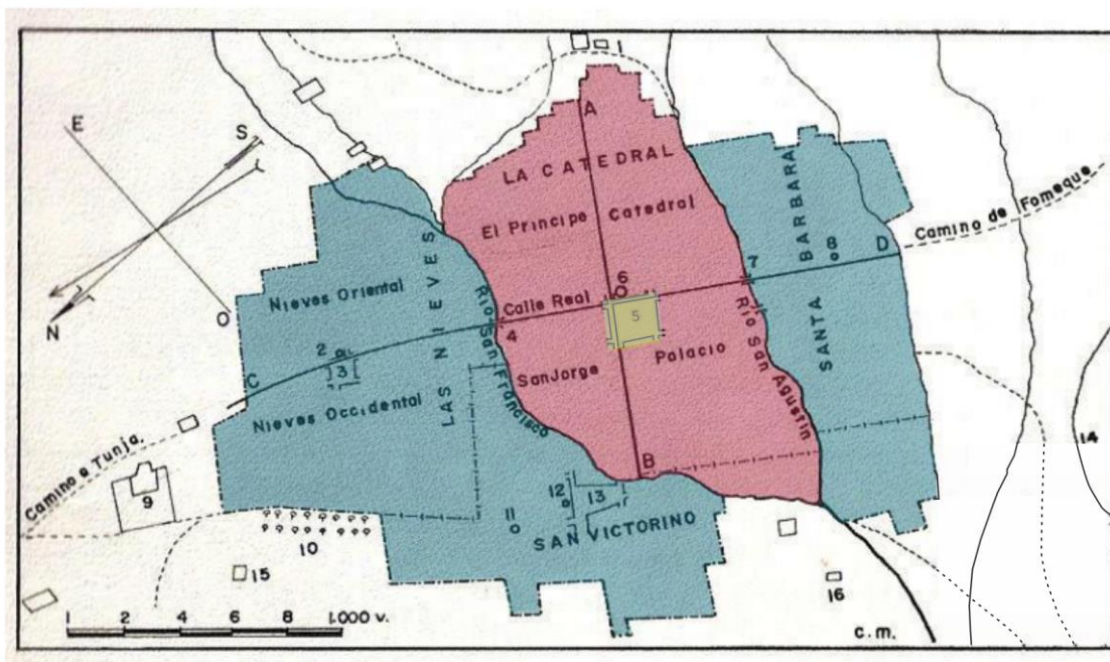 1
E
S
N
O
A
LA CATEDRAL
El Principe
Catedral
LAS NIEVES
Nieves Oriental
Rio San Francisco
Calle Real
6
5
4
7
8
D
SANTA BARBARA
Camino de Fomeque
Rio San Agustin
Palacio
San Jorge
2
3
C
Nieves Occidental
Camino a Tunja.
9
10
11
12
13
B
SAN VICTORINO
14
15
16
1 2 4 6 8 1.000 v.
c.m.